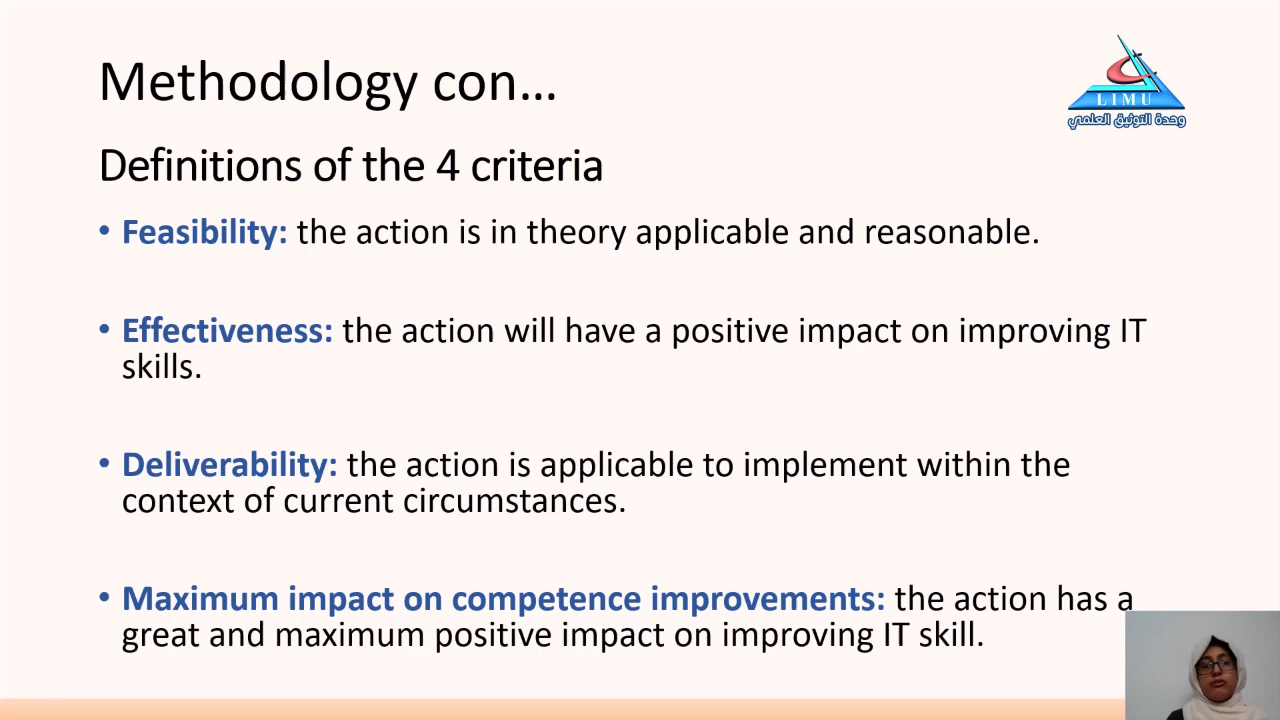 Methodology con...
LIMU
وحدة التوثيق العلمي
Definitions of the 4 criteria
• Feasibility: the action is in theory applicable and reasonable.
• Effectiveness: the action will have a positive impact on improving IT
skills.
• Deliverability: the action is applicable to implement within the
context of current circumstances.
• Maximum impact on competence improvements: the action has a
great and maximum positive impact on improving IT skill.